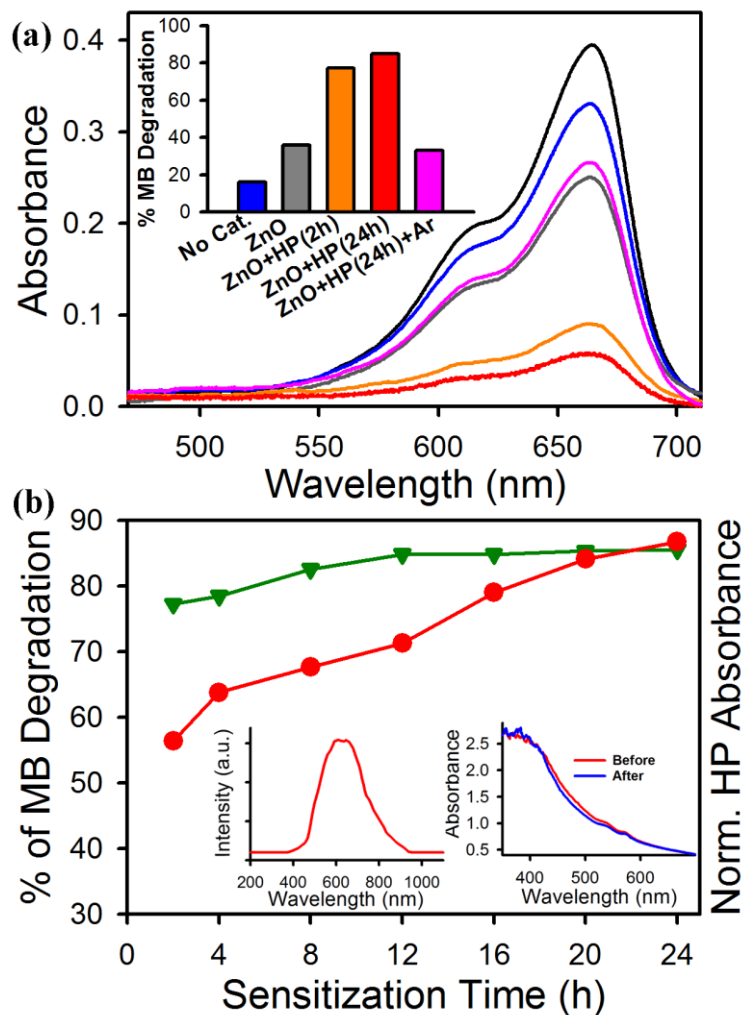 (a)
% MB Degradation
100
80
60
40
20
0
No Cat.
ZnO
ZnO+HP(2h)
ZnO+HP(24h)
ZnO+HP(24h)+Ar
Absorbance
0.4
0.3
0.2
0.1
0.0
500 550 600 650 700
Wavelength (nm)
(b)
% of MB Degradation
90
80
70
60
50
40
30
Intensity (a.u.)
200 400 600 800 1000
Wavelength (nm)
Absorbance
2.5
2.0
1.5
1.0
0.5
Before
After
400 500 600
Wavelength (nm)
Norm. HP Absorbance
0 4 8 12 16 20 24
Sensitization Time (h)